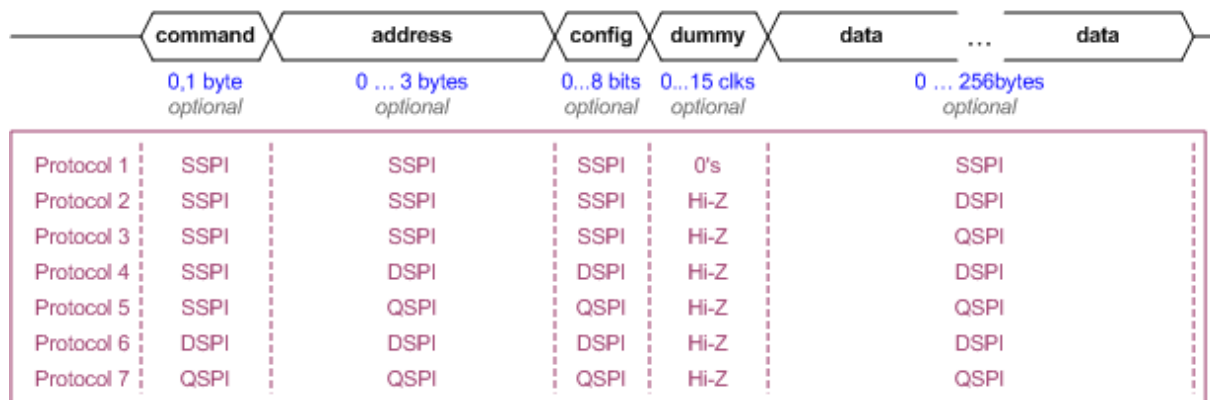 command address config dummy data ... data
0,1 byte 0 ... 3 bytes 0...8 bits 0...15 clks 0 ... 256bytes
optional optional optional optional optional
Protocol 1 SSPI SSPI SSPI 0's SSPI
Protocol 2 SSPI SSPI SSPI Hi-Z DSPI
Protocol 3 SSPI SSPI SSPI Hi-Z QSPI
Protocol 4 SSPI DSPI DSPI Hi-Z DSPI
Protocol 5 SSPI QSPI QSPI Hi-Z QSPI
Protocol 6 DSPI DSPI DSPI Hi-Z DSPI
Protocol 7 QSPI QSPI QSPI Hi-Z QSPI